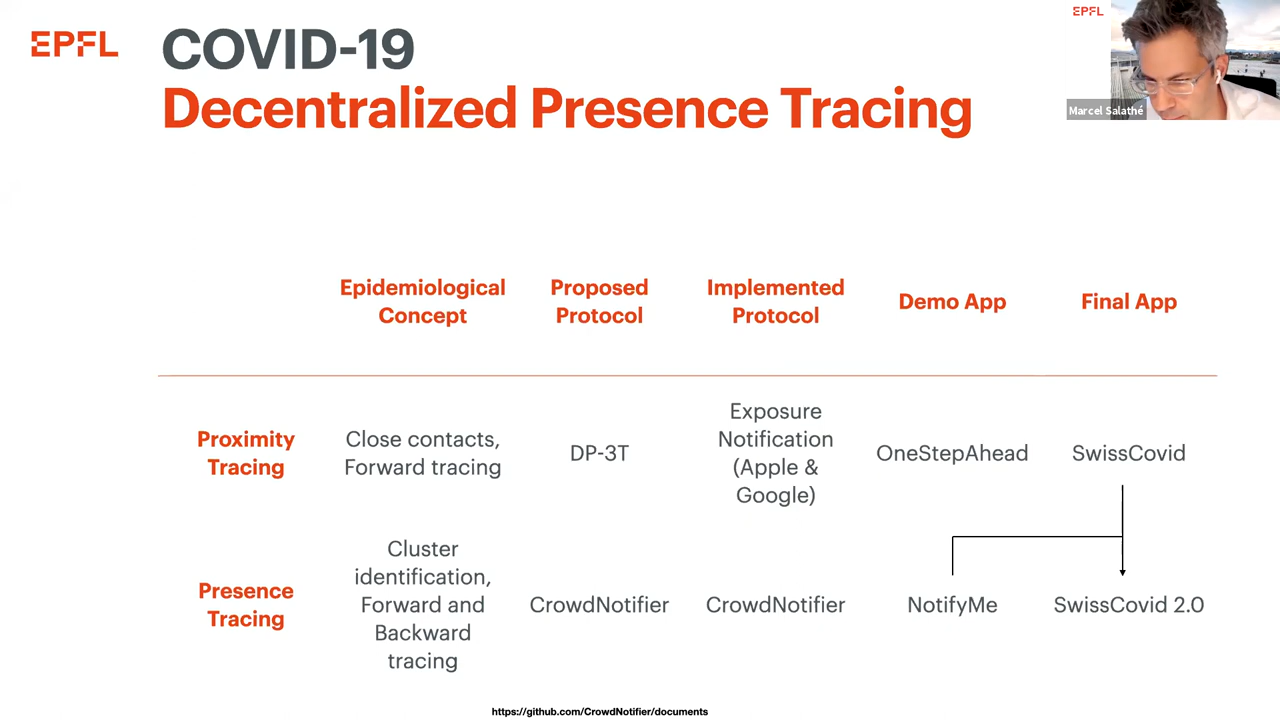 EPFL
COVID-19
Decentralized Presence Tracing
EPFL
Marcel Salathé
Epidemiological
Concept
Proposed
Protocol
Implemented
Protocol
Demo App
Final App
Proximity
Tracing
Close contacts,
Forward tracing
DP-3T
Exposure
Notification
(Apple &
Google)
OneStepAhead
SwissCovid
Presence
Tracing
Cluster
identification,
Forward and
Backward
tracing
CrowdNotifier
CrowdNotifier
NotifyMe
SwissCovid 2.0
https://github.com/CrowdNotifier/documents